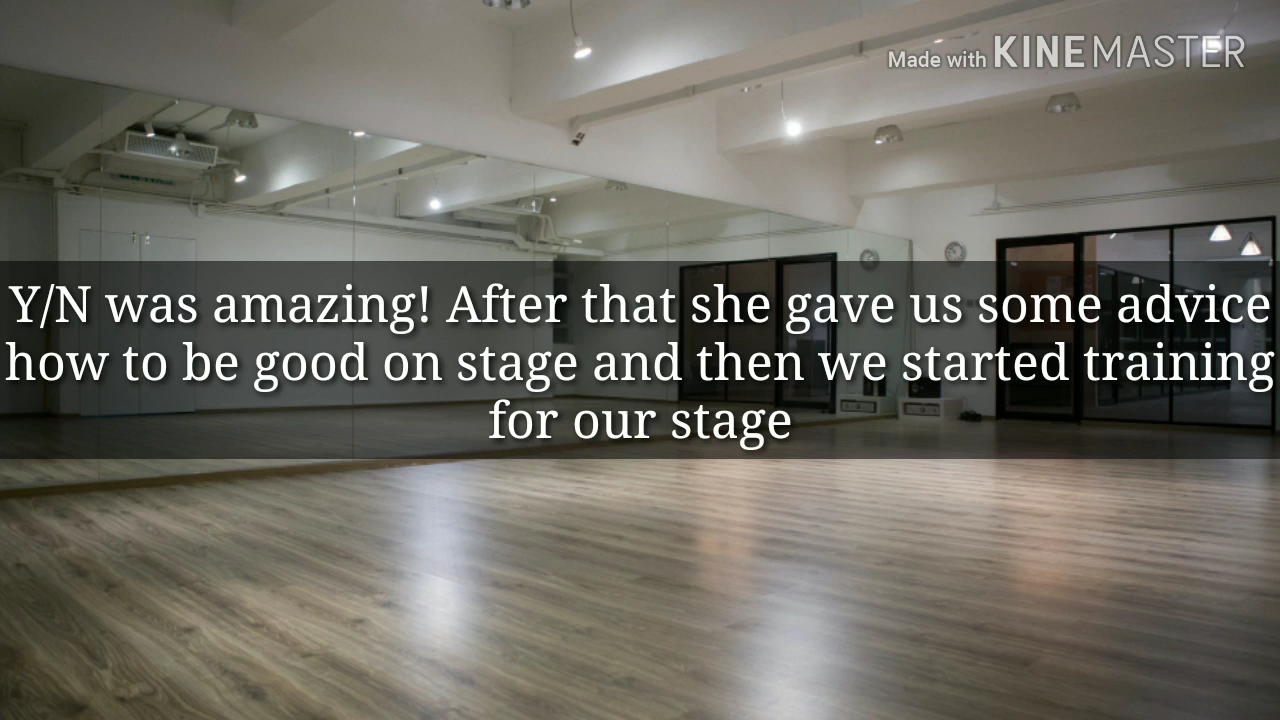 Made with KINEMASTER
Y/N was amazing! After that she gave us some advice
how to be good on stage and then we started training
for our stage